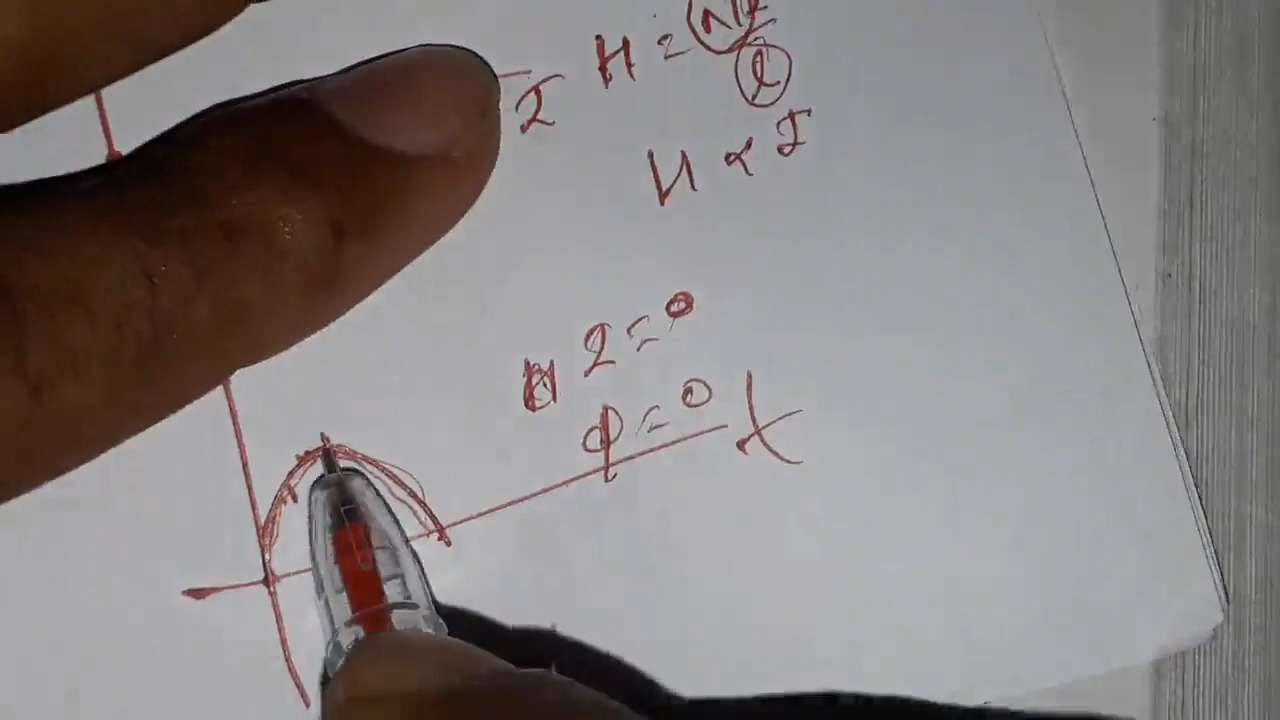 H = NI/l
I
H ∝ I
I = 0
φ = 0
t